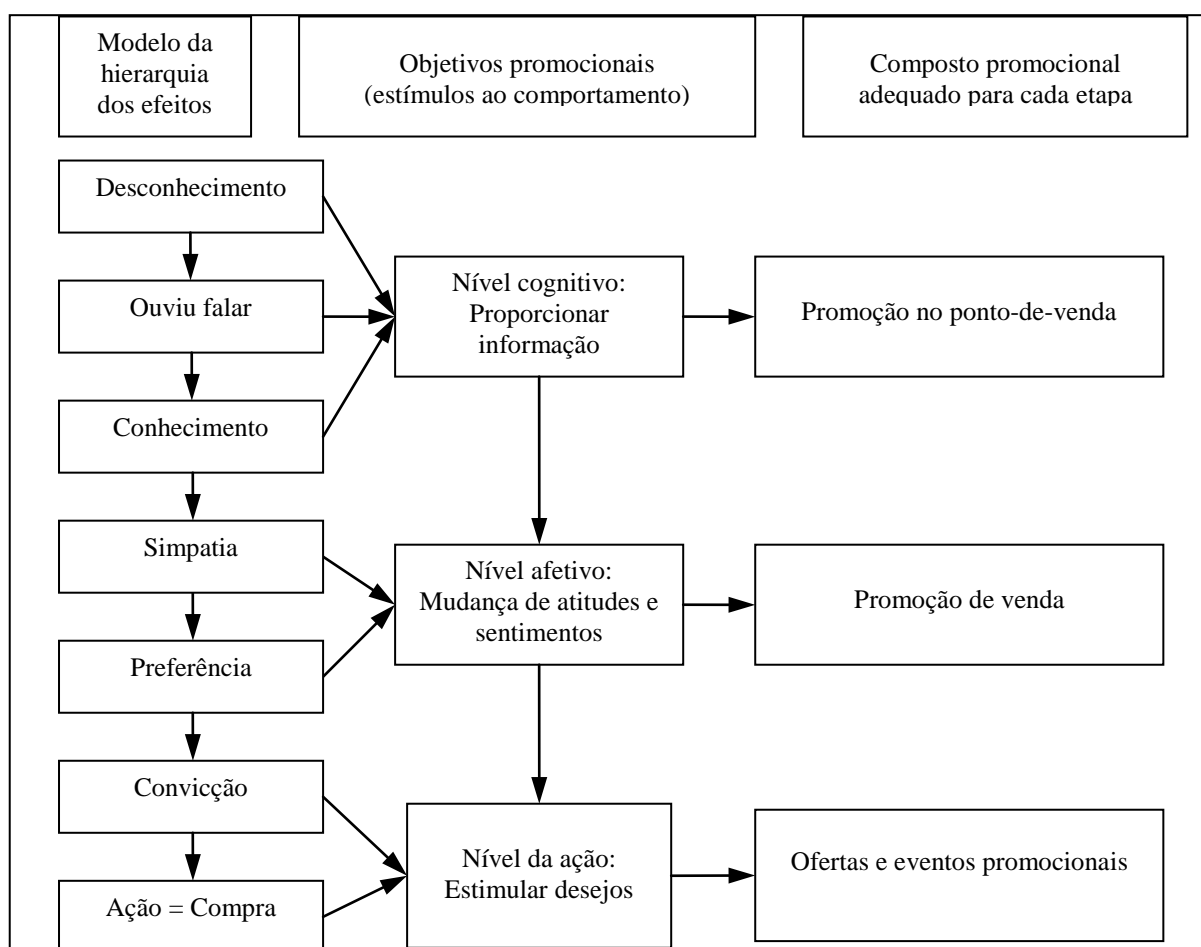 Modelo da
hierarquia
dos efeitos
Objetivos promocionais
(estímulos ao comportamento)
Composto promocional
adequado para cada etapa
Desconhecimento
Ouviu falar
Conhecimento
Simpatia
Preferência
Convicção
Ação = Compra
Nível cognitivo:
Proporcionar
informação
Nível afetivo:
Mudança de atitudes e
sentimentos
Nível da ação:
Estimular desejos
Promoção no ponto-de-venda
Promoção de venda
Ofertas e eventos promocionais